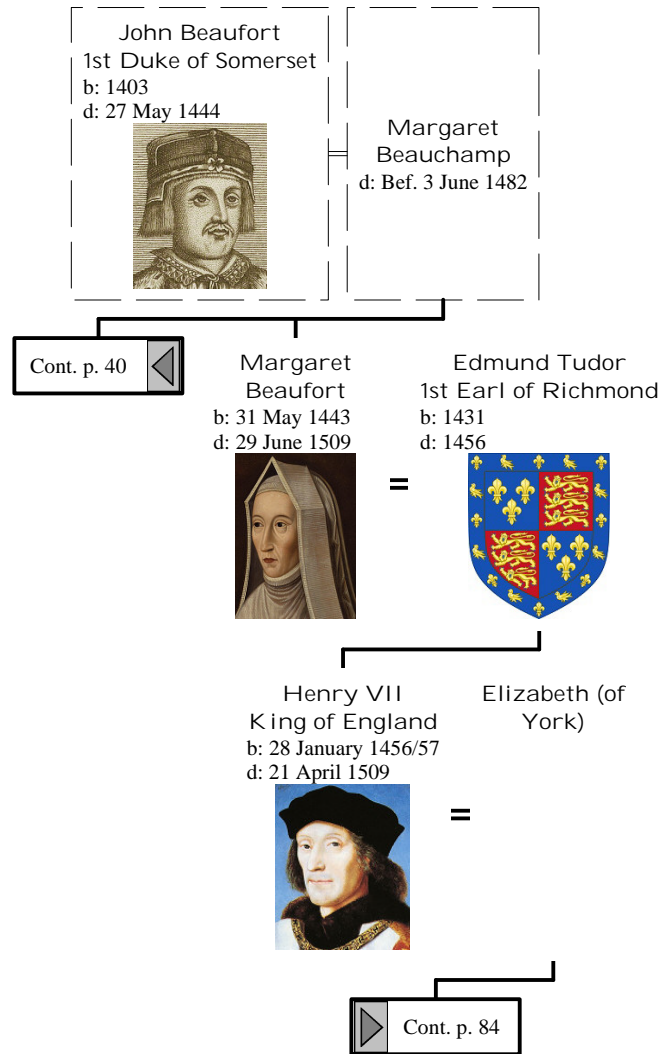 John Beaufort
1st Duke of Somerset
b: 1403
d: 27 May 1444
Margaret
Beauchamp
d: Bef. 3 June 1482
Cont. p. 40
Margaret
Beaufort
b: 31 May 1443
d: 29 June 1509
=
Edmund Tudor
1st Earl of Richmond
b: 1431
d: 1456
Henry VII
King of England
b: 28 January 1456/57
d: 21 April 1509
=
Elizabeth (of
York)
Cont. p. 84